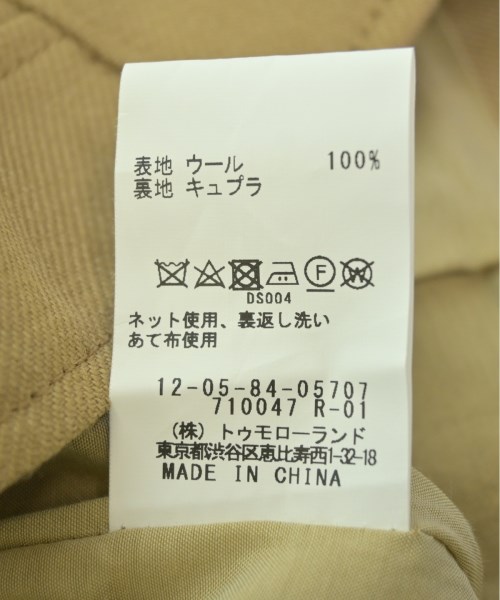 表地 ウール 100%
裏地 キュプラ
F W
DS004
ネット使用、裏返し洗い
あて布使用
12-05-84-05707
710047 R-01
(株) トゥモローランド
東京都渋谷区恵比寿西1-32-18
MADE IN CHINA